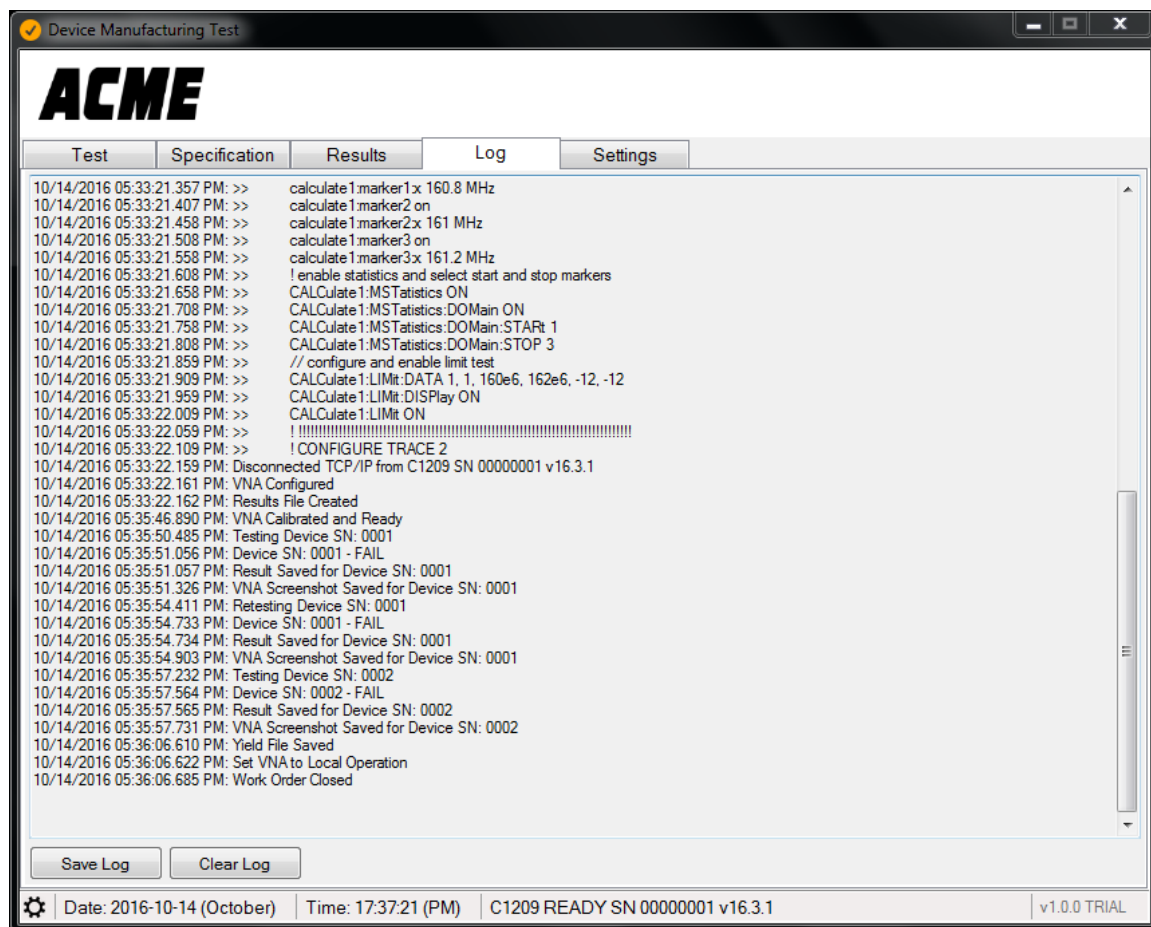 Device Manufacturing Test
ACME
Test Specification Results Log Settings
10/14/2016 05:33:21.357 PM: >> calculate1:marker1:x 160.8 MHz
10/14/2016 05:33:21.407 PM: >> calculate1:marker2 on
10/14/2016 05:33:21.458 PM: >> calculate1:marker2:x 161 MHz
10/14/2016 05:33:21.508 PM: >> calculate1:marker3 on
10/14/2016 05:33:21.558 PM: >> calculate1:marker3:x 161.2 MHz
10/14/2016 05:33:21.608 PM: >> ! enable statistics and select start and stop markers
10/14/2016 05:33:21.658 PM: >> CALCulate1:MSTatistics ON
10/14/2016 05:33:21.708 PM: >> CALCulate1:MSTatistics:DOMain ON
10/14/2016 05:33:21.758 PM: >> CALCulate1:MSTatistics:DOMain:STARt 1
10/14/2016 05:33:21.808 PM: >> CALCulate1:MSTatistics:DOMain:STOP 3
10/14/2016 05:33:21.859 PM: >> // configure and enable limit test
10/14/2016 05:33:21.909 PM: >> CALCulate1:LIMit:DATA 1, 1, 160e6, 162e6, -12, -12
10/14/2016 05:33:21.959 PM: >> CALCulate1:LIMit:DISPlay ON
10/14/2016 05:33:22.009 PM: >> CALCulate1:LIMit ON
10/14/2016 05:33:22.059 PM: >> ! !!!!!!!!!!!!!!!!!!!!!!!!!!!!!!!!!!!!!!!!!!!!!!!!!!!!!!!!!!!!!!!!!!!!!!!!!!!!!!!!!!!
10/14/2016 05:33:22.109 PM: >> ! CONFIGURE TRACE 2
10/14/2016 05:33:22.159 PM: Disconnected TCP/IP from C1209 SN 00000001 v16.3.1
10/14/2016 05:33:22.161 PM: VNA Configured
10/14/2016 05:33:22.162 PM: Results File Created
10/14/2016 05:35:46.890 PM: VNA Calibrated and Ready
10/14/2016 05:35:50.485 PM: Testing Device SN: 0001
10/14/2016 05:35:51.056 PM: Device SN: 0001 - FAIL
10/14/2016 05:35:51.057 PM: Result Saved for Device SN: 0001
10/14/2016 05:35:51.326 PM: VNA Screenshot Saved for Device SN: 0001
10/14/2016 05:35:54.411 PM: Retesting Device SN: 0001
10/14/2016 05:35:54.733 PM: Device SN: 0001 - FAIL
10/14/2016 05:35:54.734 PM: Result Saved for Device SN: 0001
10/14/2016 05:35:54.903 PM: VNA Screenshot Saved for Device SN: 0001
10/14/2016 05:35:57.232 PM: Testing Device SN: 0002
10/14/2016 05:35:57.564 PM: Device SN: 0002 - FAIL
10/14/2016 05:35:57.565 PM: Result Saved for Device SN: 0002
10/14/2016 05:35:57.731 PM: VNA Screenshot Saved for Device SN: 0002
10/14/2016 05:36:06.610 PM: Yield File Saved
10/14/2016 05:36:06.622 PM: Set VNA to Local Operation
10/14/2016 05:36:06.685 PM: Work Order Closed
Save Log Clear Log
Date: 2016-10-14 (October) Time: 17:37:21 (PM) C1209 READY SN 00000001 v16.3.1 v1.0.0 TRIAL